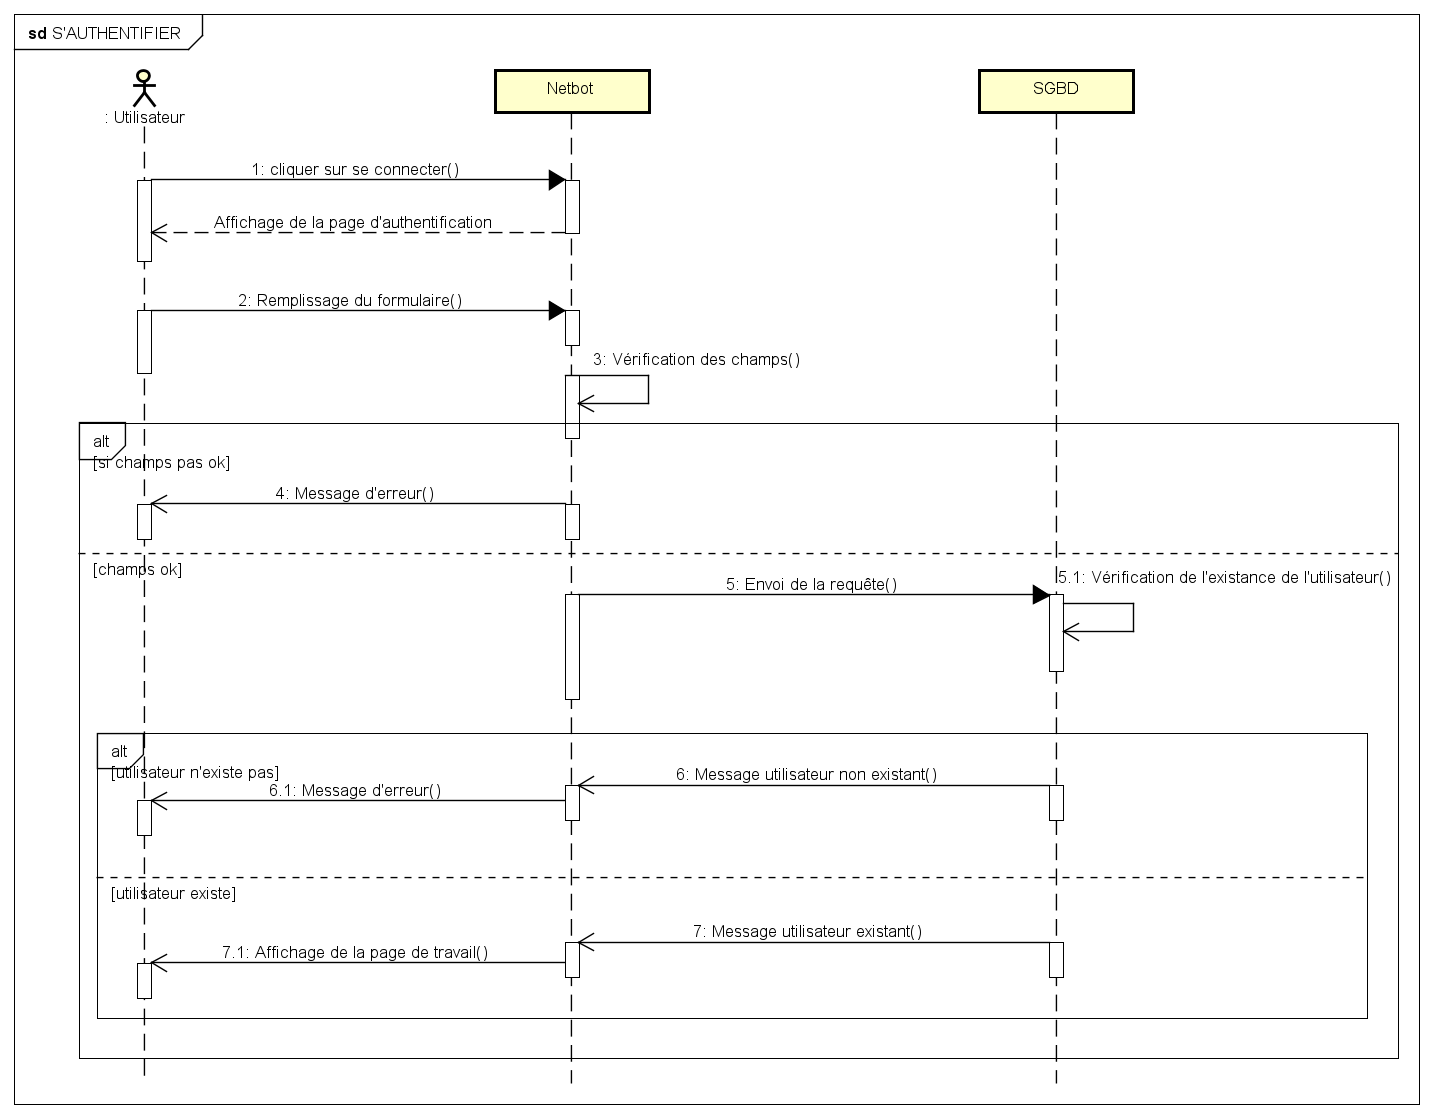 sd S'AUTHENTIFIER
: Utilisateur
Netbot
SGBD
1: cliquer sur se connecter()
Affichage de la page d'authentification
2: Remplissage du formulaire()
3: Vérification des champs()
alt
[si champs pas ok]
4: Message d'erreur()
[champs ok]
5: Envoi de la requête()
5.1: Vérification de l'existance de l'utilisateur()
alt
[utilisateur n'existe pas]
6: Message utilisateur non existant()
6.1: Message d'erreur()
[utilisateur existe]
7: Message utilisateur existant()
7.1: Affichage de la page de travail()